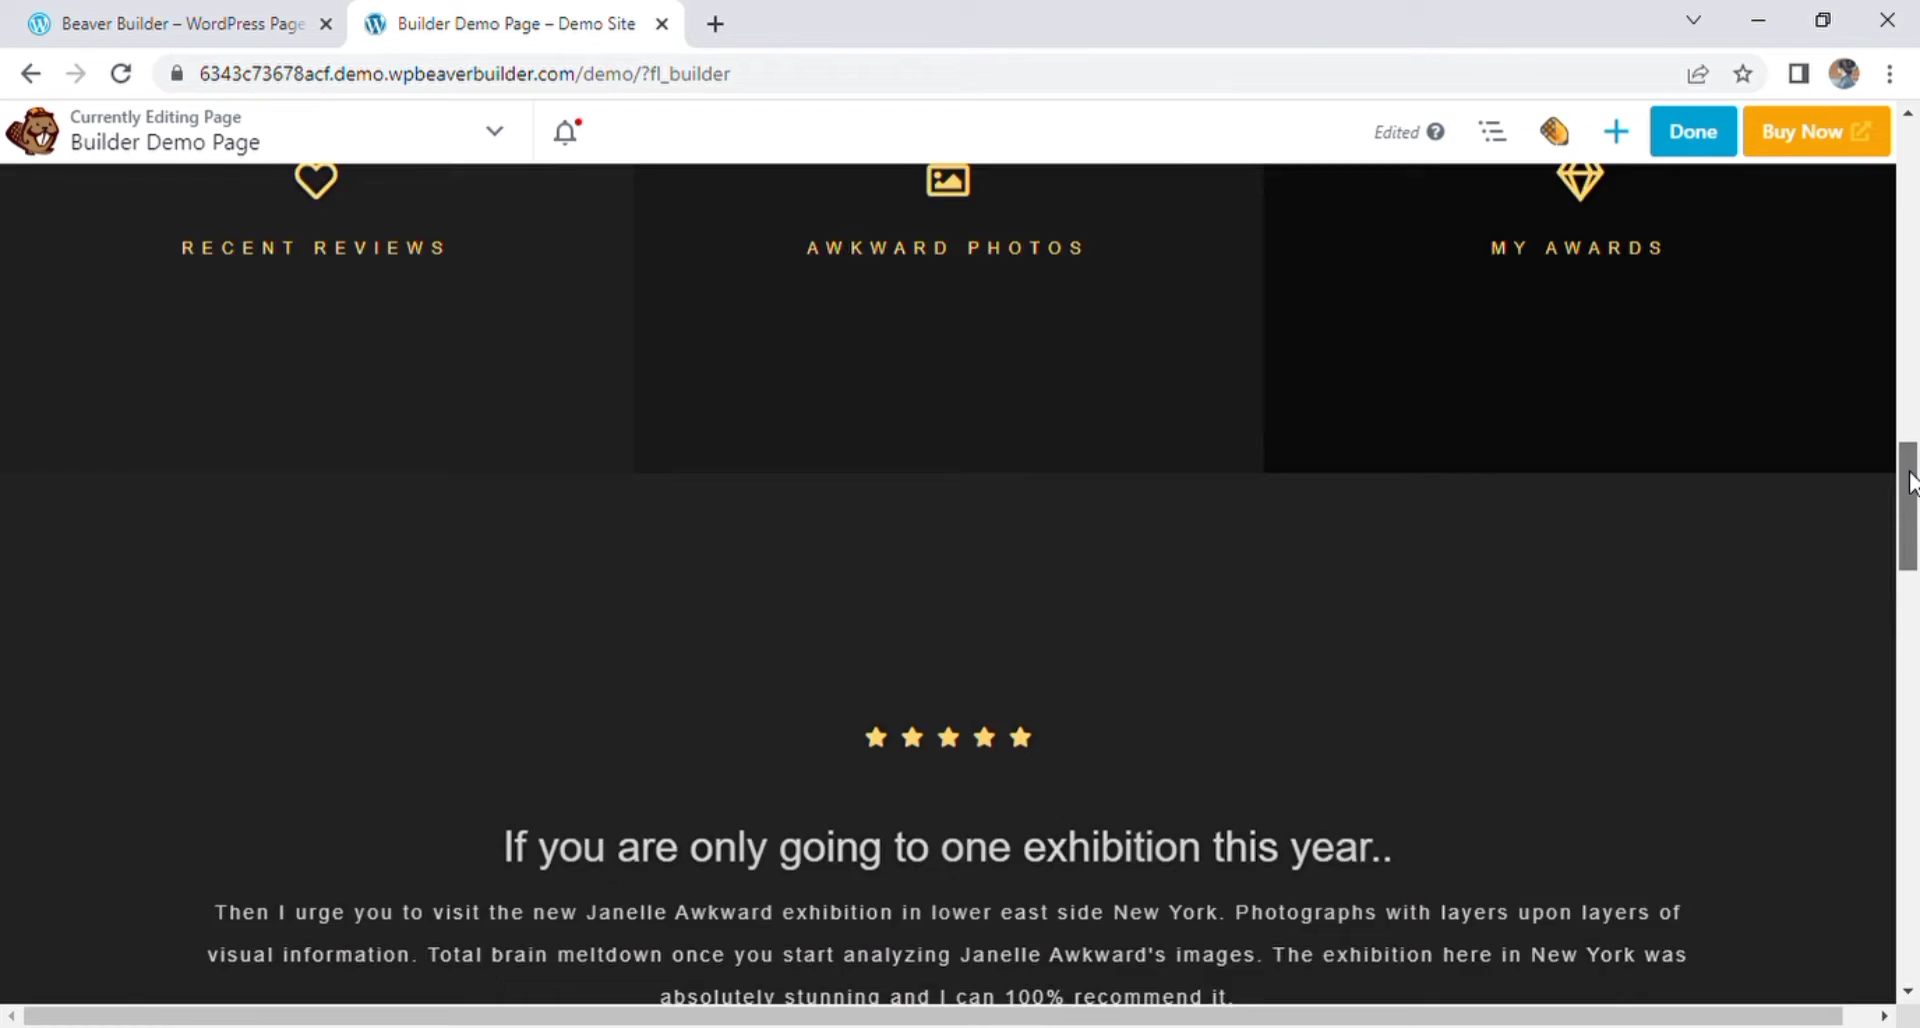 Beaver Builder – WordPress Page
Builder Demo Page – Demo Site
6343c73678acf.demo.wpbeaverbuilder.com/demo/?fl_builder
Currently Editing Page
Builder Demo Page
Edited
Done
Buy Now
RECENT REVIEWS
AWKWARD PHOTOS
MY AWARDS
If you are only going to one exhibition this year..
Then I urge you to visit the new Janelle Awkward exhibition in lower east side New York. Photographs with layers upon layers of
visual information. Total brain meltdown once you start analyzing Janelle Awkward's images. The exhibition here in New York was
absolutely stunning and I can 100% recommend it.